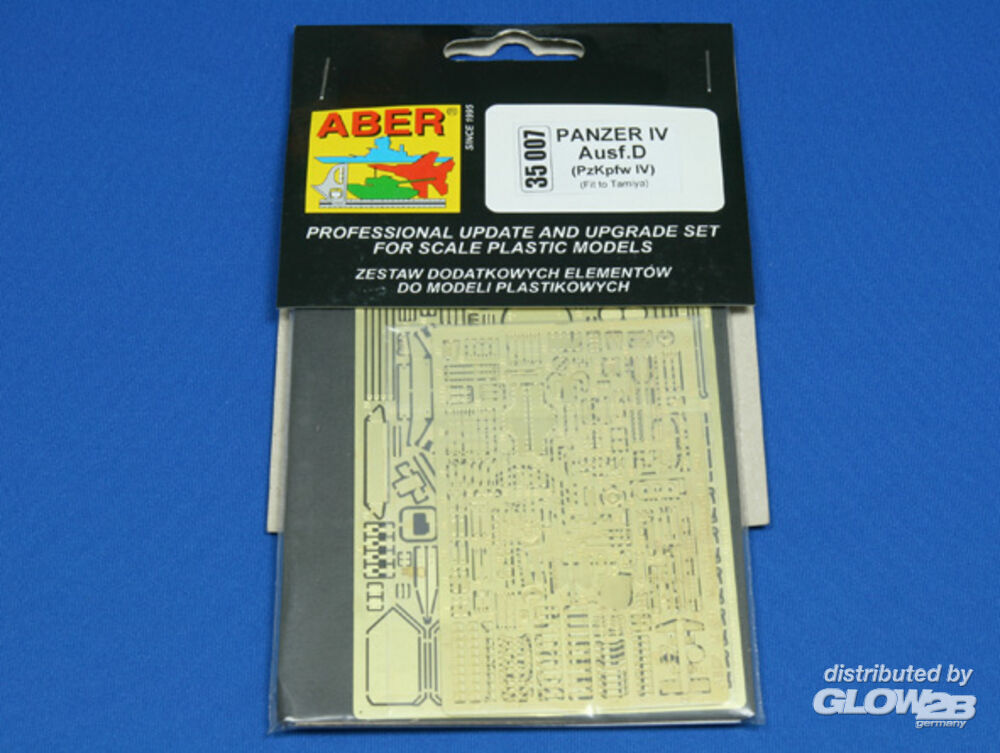 ABER®
SINCE 1995
35 007
PANZER IV
Ausf.D
(PzKpfw IV)
(Fit to Tamiya)
PROFESSIONAL UPDATE AND UPGRADE SET
FOR SCALE PLASTIC MODELS
ZESTAW DODATKOWYCH ELEMENTÓW
DO MODELI PLASTIKOWYCH
distributed by
GLOW2B
germany